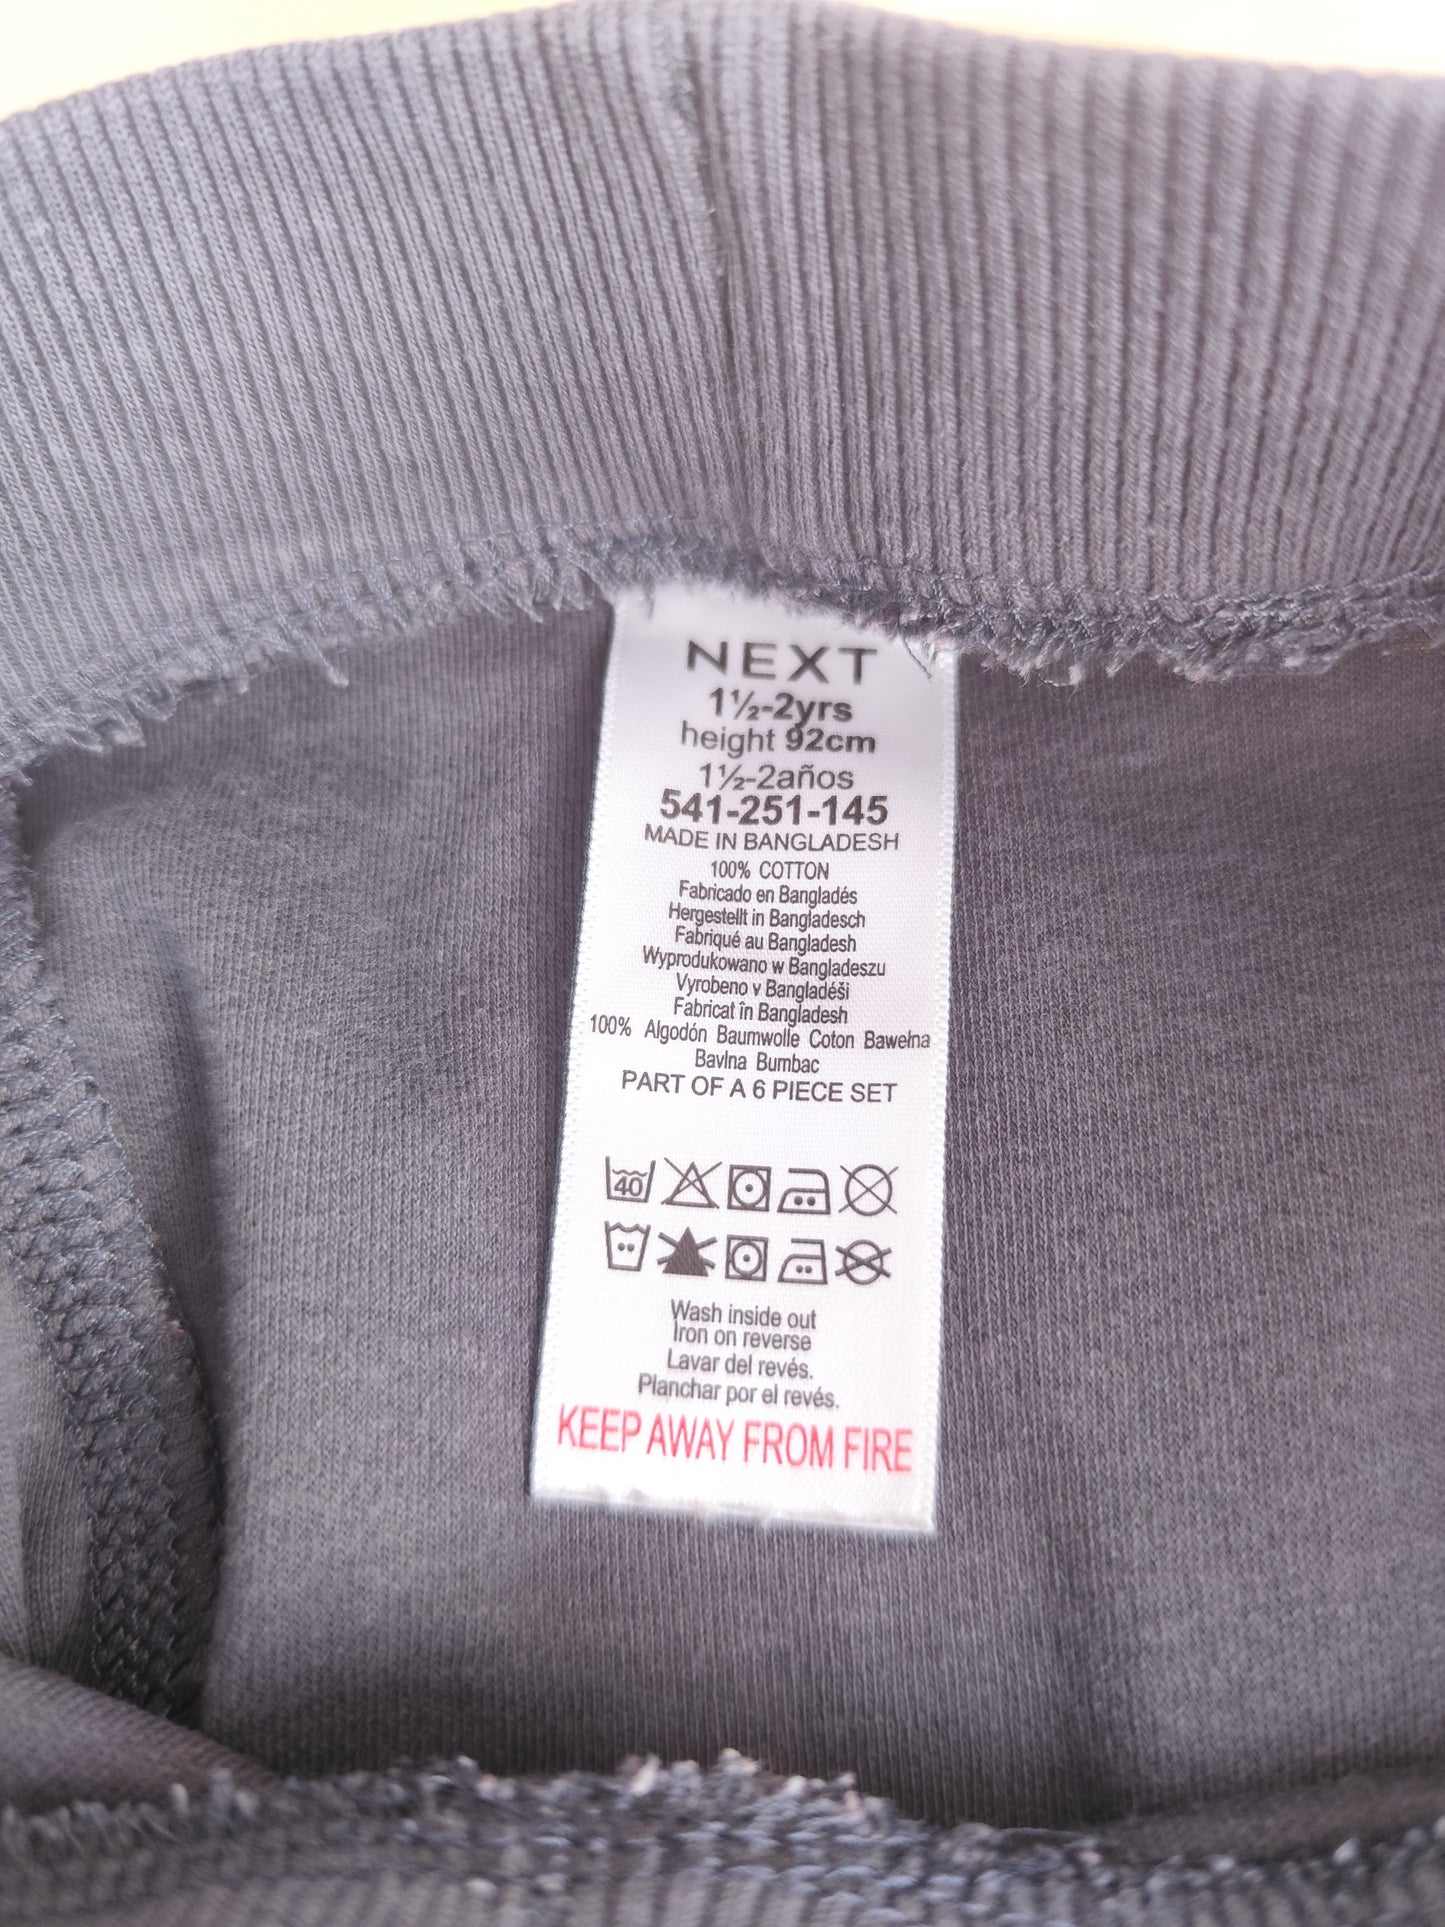 NEXT
1½-2yrs
height 92cm
1½-2años
541-251-145
MADE IN BANGLADESH
100% COTTON
Fabricado en Bangladés
Hergestellt in Bangladesch
Fabriqué au Bangladesh
Wyprodukowano w Bangladeszu
Vyrobeno v Bangladéši
Fabricat în Bangladesh
100% Algodón Baumwolle Coton Bawełna
Bavlna Bumbac
PART OF A 6 PIECE SET
40
Wash inside out
Iron on reverse
Lavar del revés.
Planchar por el revés.
KEEP AWAY FROM FIRE